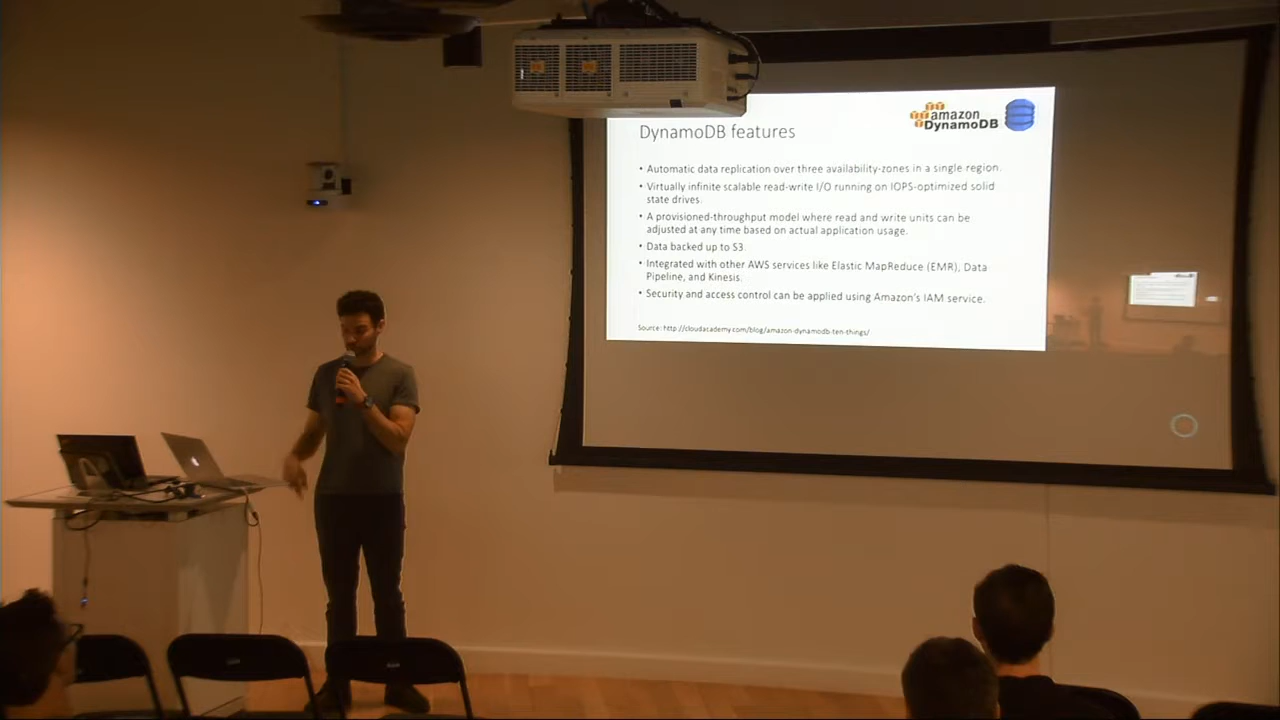 amazon
DynamoDB
DynamoDB features
• Automatic data replication over three availability-zones in a single region.
• Virtually infinite scalable read-write I/O running on IOPS-optimized solid
state drives.
• A provisioned-throughput model where read and write units can be
adjusted at any time based on actual application usage.
• Data backed up to S3.
• Integrated with other AWS services like Elastic MapReduce (EMR), Data
Pipeline, and Kinesis.
• Security and access control can be applied using Amazon's IAM service.
Source: http://cloudacademy.com/blog/amazon-dynamodb-ten-things/